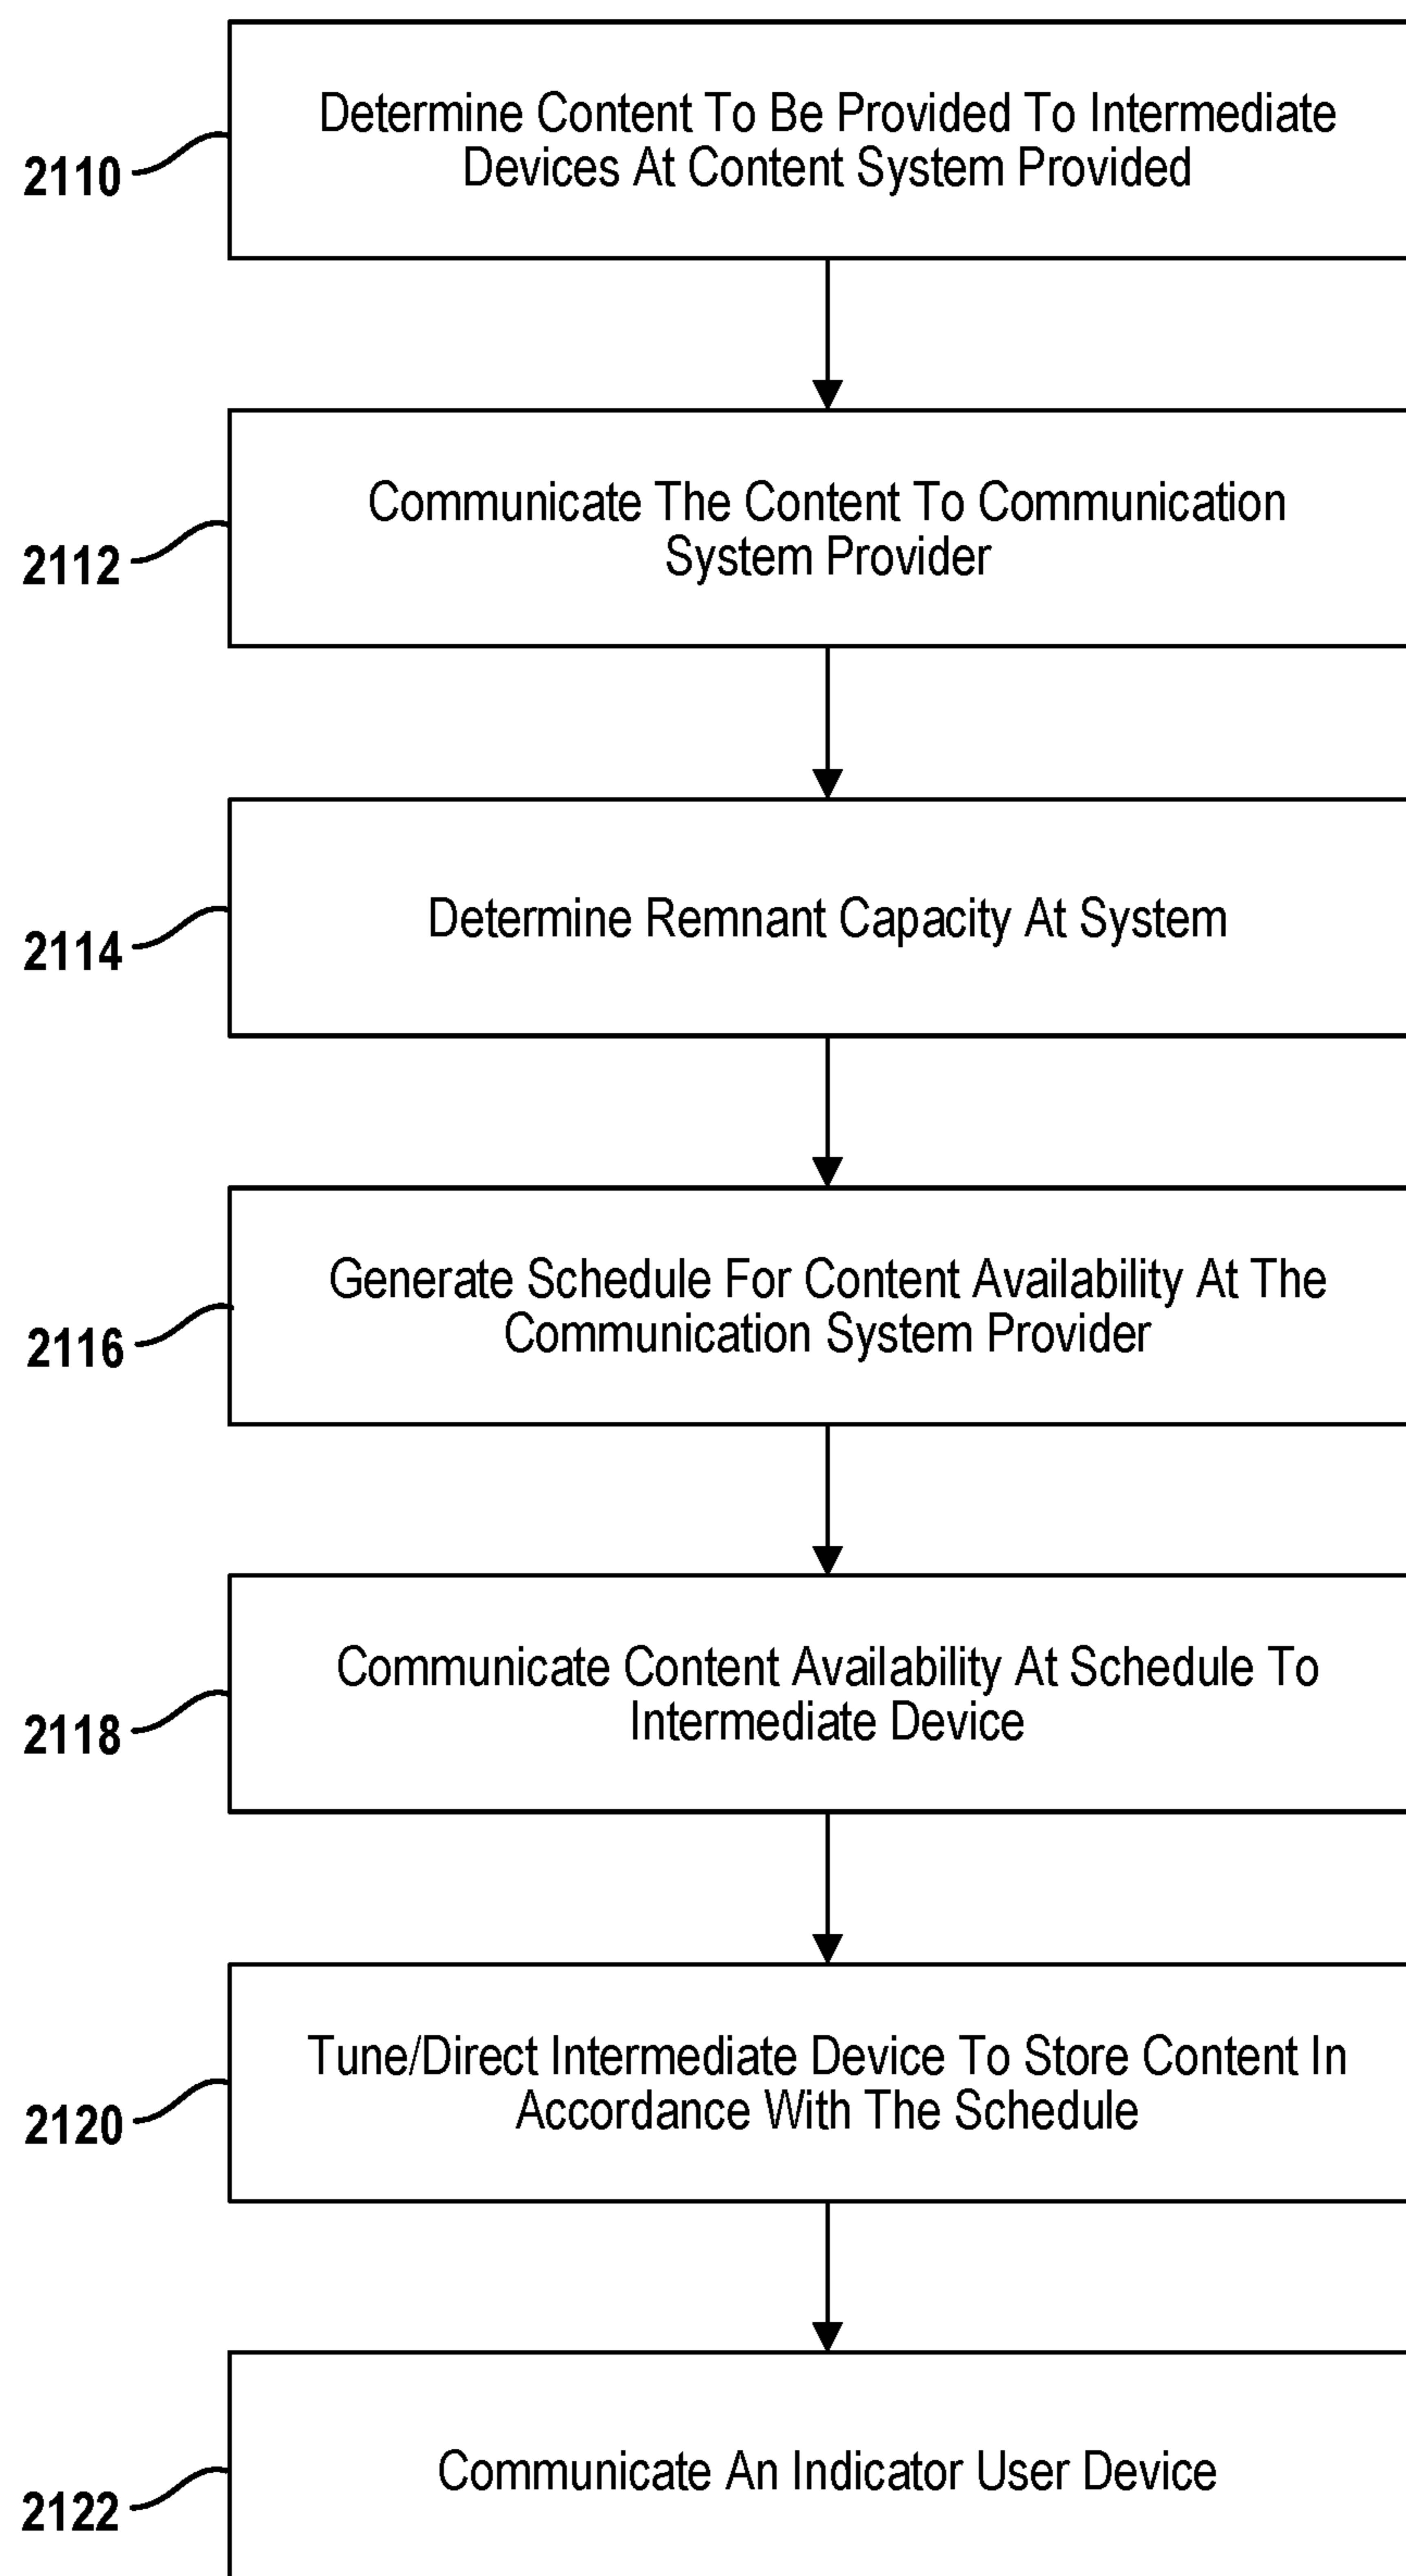 Determine Content To Be Provided To Intermediate
Devices At Content System Provided
2110
Communicate The Content To Communication
System Provider
2112
Determine Remnant Capacity At System
2114
Generate Schedule For Content Availability At The
Communication System Provider
2116
Communicate Content Availability At Schedule To
Intermediate Device
2118
Tune/Direct Intermediate Device To Store Content In
Accordance With The Schedule
2120
Communicate An Indicator User Device
2122